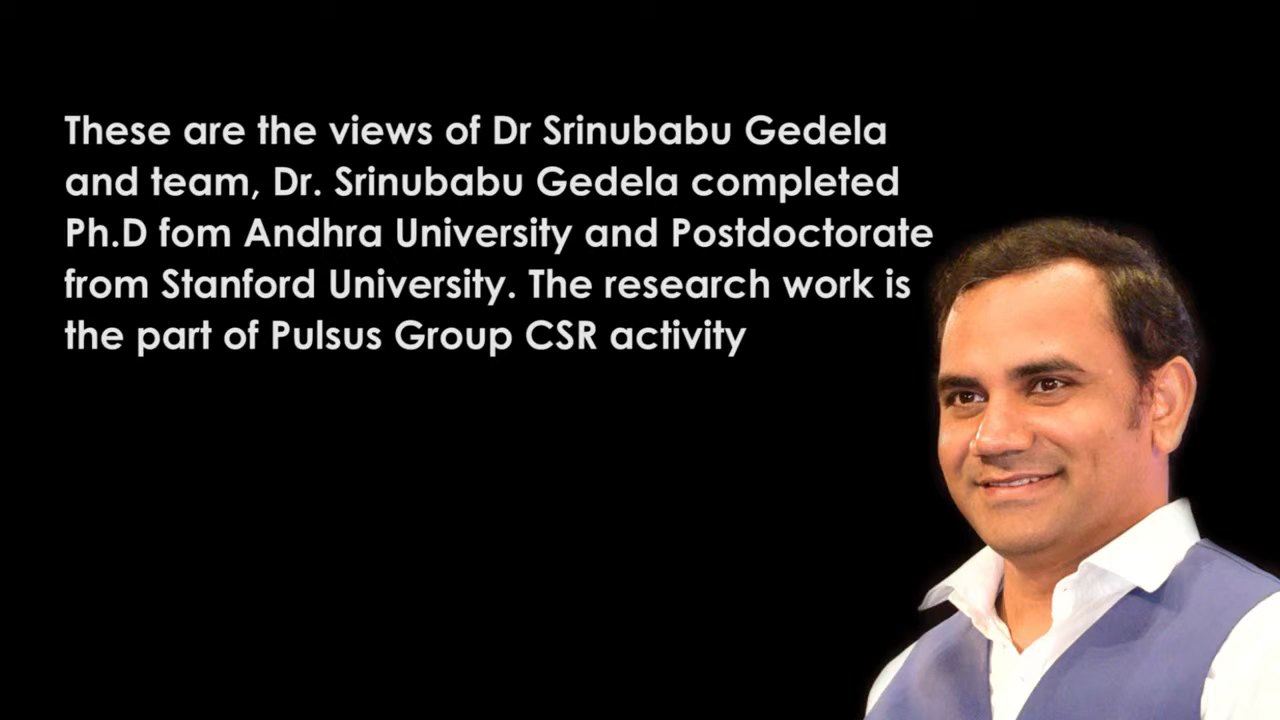 These are the views of Dr Srinubabu Gedela
and team, Dr. Srinubabu Gedela completed
Ph.D fom Andhra University and Postdoctorate
from Stanford University. The research work is
the part of Pulsus Group CSR activity